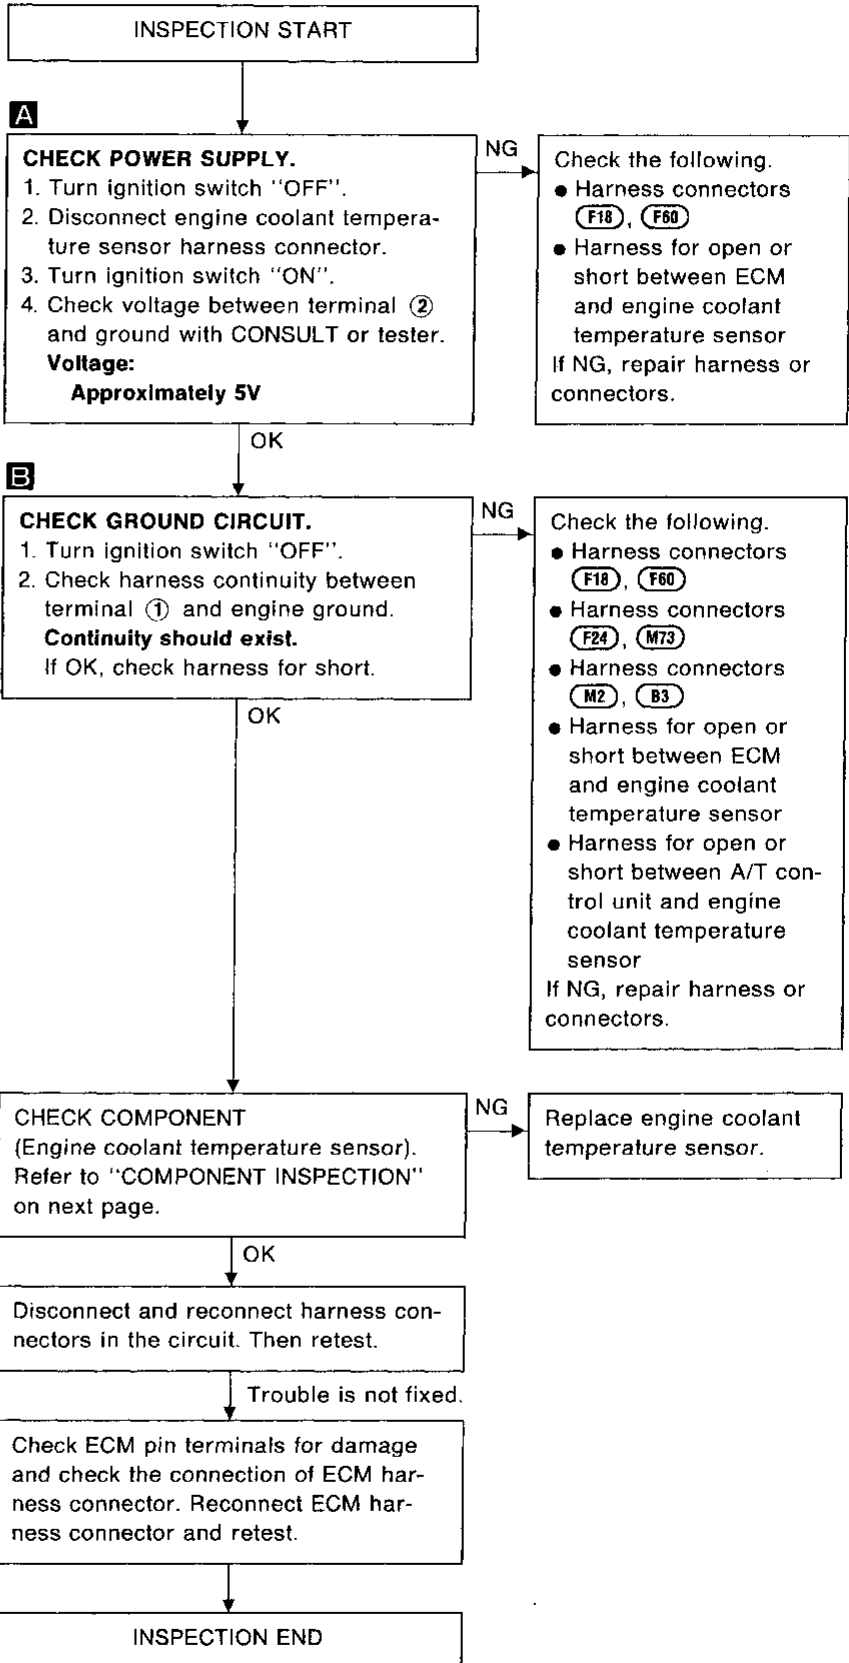 INSPECTION START
A
CHECK POWER SUPPLY.
1. Turn ignition switch "OFF".
2. Disconnect engine coolant tempera-
ture sensor harness connector.
3. Turn ignition switch "ON".
4. Check voltage between terminal ②
and ground with CONSULT or tester.
Voltage:
Approximately 5V
NG
Check the following.
● Harness connectors
F18, F60
● Harness for open or
short between ECM
and engine coolant
temperature sensor
If NG, repair harness or
connectors.
OK
B
CHECK GROUND CIRCUIT.
1. Turn ignition switch "OFF".
2. Check harness continuity between
terminal ① and engine ground.
Continuity should exist.
If OK, check harness for short.
NG
Check the following.
● Harness connectors
F18, F60
● Harness connectors
F24, M73
● Harness connectors
M2, B3
● Harness for open or
short between ECM
and engine coolant
temperature sensor
● Harness for open or
short between A/T con-
trol unit and engine
coolant temperature
sensor
If NG, repair harness or
connectors.
OK
CHECK COMPONENT
(Engine coolant temperature sensor).
Refer to "COMPONENT INSPECTION"
on next page.
NG
Replace engine coolant
temperature sensor.
OK
Disconnect and reconnect harness con-
nectors in the circuit. Then retest.
Trouble is not fixed.
Check ECM pin terminals for damage
and check the connection of ECM har-
ness connector. Reconnect ECM har-
ness connector and retest.
INSPECTION END